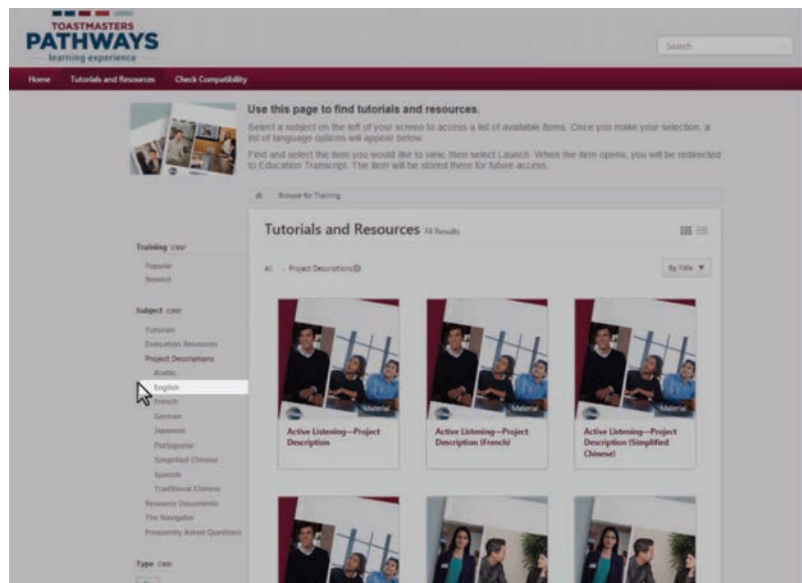 TOASTMASTERS
PATHWAYS
learning experience
Search
Home Tutorials and Resources Check Compatibility
Use this page to find tutorials and resources.
Select a subject on the left of your screen to access a list of available items. Once you make your selection, a
list of language options will appear below.
Find and select the item you would like to view, then select Launch. When the item opens, you will be redirected
to Education Transcript. The item will be stored there for future access.
Browse for Training
Tutorials and Resources Results
All Project Descriptions
By Title
Training clear
Popular
Newest
Subject clear
Tutorials
Evaluation Resources
Project Descriptions
Arabic
English
French
German
Japanese
Portuguese
Simplified Chinese
Spanish
Traditional Chinese
Resource Documents
The Navigator
Frequently Asked Questions
Type clear
Material
Active Listening—Project
Description
Material
Active Listening—Project
Description (French)
Material
Active Listening—Project
Description (Simplified
Chinese)